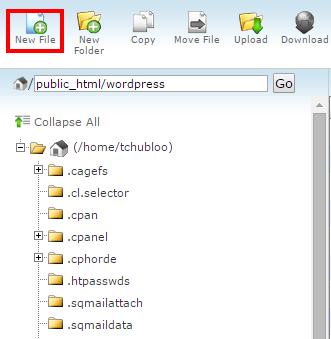 New File New Folder Copy Move File Upload Download
/ public_html/wordpress Go
Collapse All
(/home/tchubloo)
.cagefs
.cl.selector
.cpan
.cpanel
.cphorde
.htpasswds
.sqmailattach
.sqmaildata